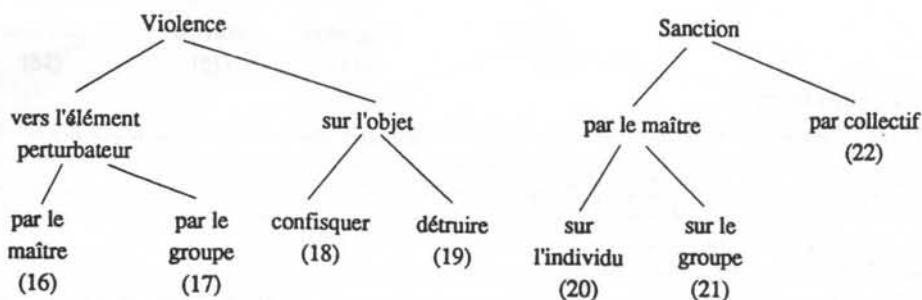 Violence
Sanction
vers l'élément
perturbateur
sur l'objet
par le maître
par collectif
(22)
par le
maître
(16)
par le
groupe
(17)
confisquer
(18)
détruire
(19)
sur
l'individu
(20)
sur le
groupe
(21)